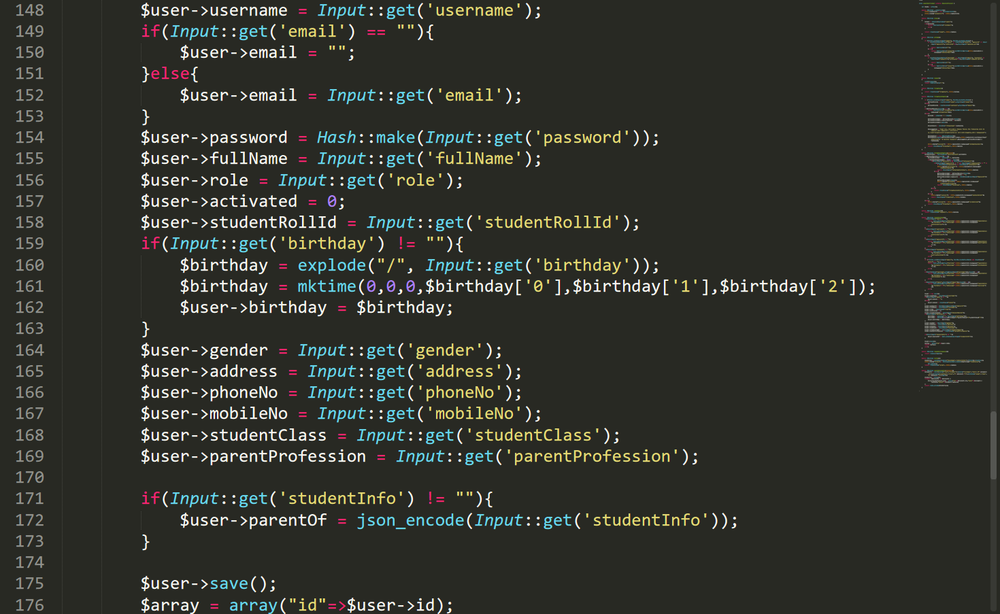 148 $user->username = Input::get('username');
149 if(Input::get('email') == ""){
150 $user->email = "";
151 }else{
152 $user->email = Input::get('email');
153 }
154 $user->password = Hash::make(Input::get('password'));
155 $user->fullName = Input::get('fullName');
156 $user->role = Input::get('role');
157 $user->activated = 0;
158 $user->studentRollId = Input::get('studentRollId');
159 if(Input::get('birthday') != ""){
160 $birthday = explode("/", Input::get('birthday'));
161 $birthday = mktime(0,0,0,$birthday['0'],$birthday['1'],$birthday['2']);
162 $user->birthday = $birthday;
163 }
164 $user->gender = Input::get('gender');
165 $user->address = Input::get('address');
166 $user->phoneNo = Input::get('phoneNo');
167 $user->mobileNo = Input::get('mobileNo');
168 $user->studentClass = Input::get('studentClass');
169 $user->parentProfession = Input::get('parentProfession');
170
171 if(Input::get('studentInfo') != ""){
172 $user->parentOf = json_encode(Input::get('studentInfo'));
173 }
174
175 $user->save();
176 $array = array("id"=>$user->id);